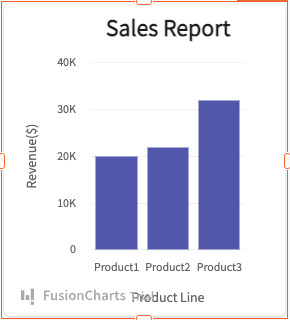 Sales Report
40K
30K
20K
10K
0
Revenue($)
Product1 Product2 Product3
Product Line
FusionCharts Trial